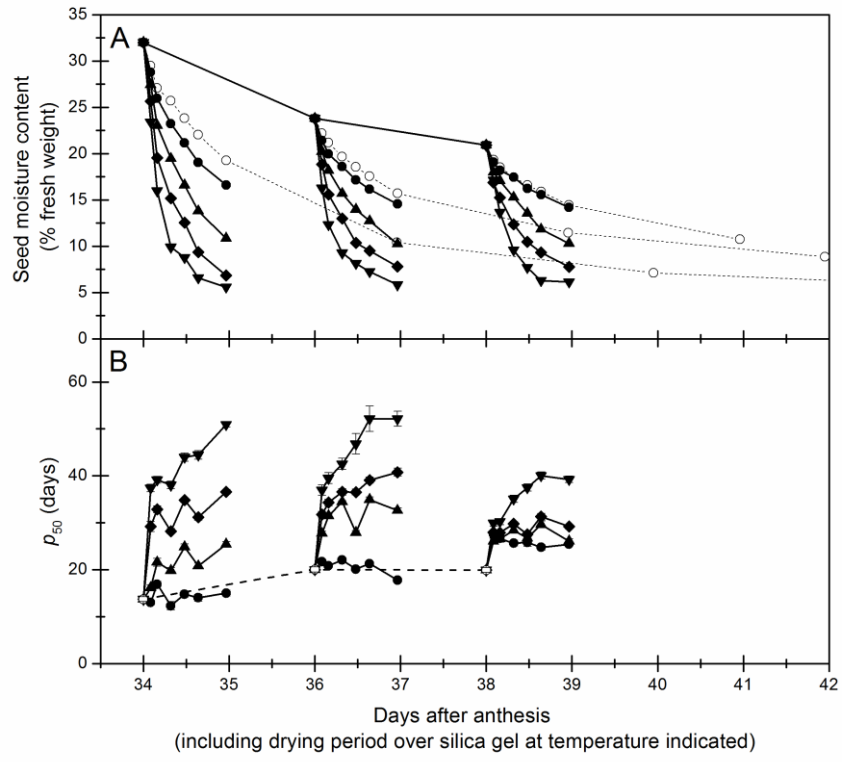 A
35
30
25
20
15
10
5
0
Seed moisture content
(% fresh weight)
B
60
40
20
0
p50 (days)
34 35 36 37 38 39 40 41 42
Days after anthesis
(including drying period over silica gel at temperature indicated)